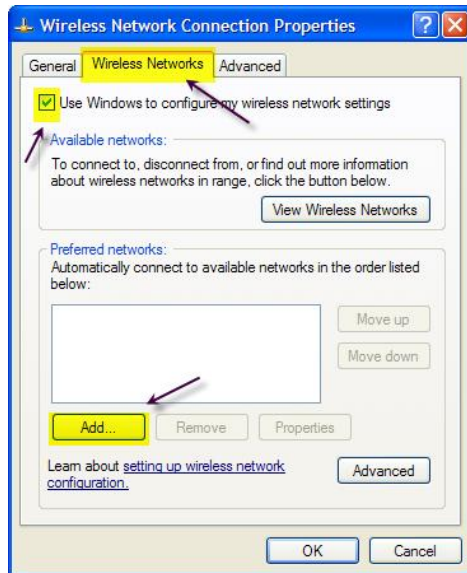 Wireless Network Connection Properties
General Wireless Networks Advanced
Use Windows to configure my wireless network settings
Available networks:
To connect to, disconnect from, or find out more information
about wireless networks in range, click the button below.
View Wireless Networks
Preferred networks:
Automatically connect to available networks in the order listed
below:
Move up
Move down
Add... Remove Properties
Learn about setting up wireless network
configuration.
Advanced
OK Cancel